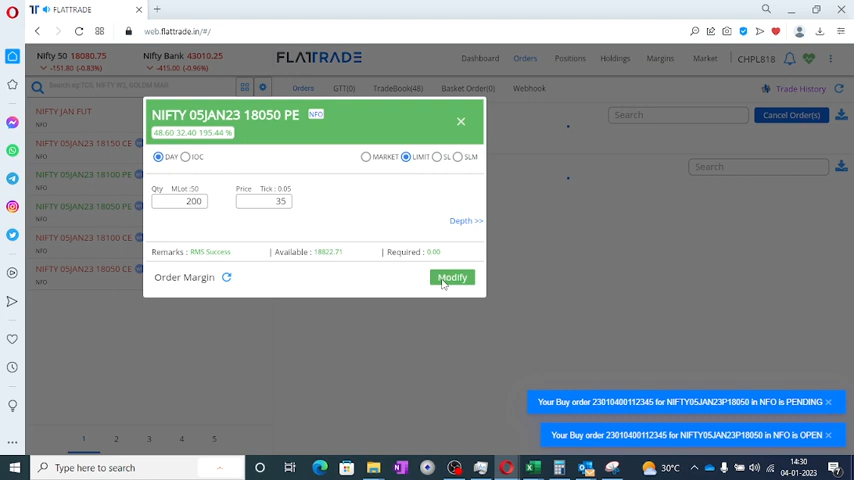 FLATTRADE
web.flattrade.in/#/
Nifty 50 18080.75
-151.80 (-0.83%)
Nifty Bank 43010.25
-415.00 (-0.96%)
FLATTRADE
Dashboard Orders Positions Holdings Margins Market CHPL818
Orders GTT(0) TradeBook(48) Basket Order(0) Webhook Trade History
Search Cancel Order(s)
Search
NIFTY JAN FUT
NFO
NIFTY 05JAN23 18150 CE
NFO
NIFTY 05JAN23 18100 PE
NFO
NIFTY 05JAN23 18050 PE
NFO
NIFTY 05JAN23 18100 CE
NFO
NIFTY 05JAN23 18050 CE
NFO
NIFTY 05JAN23 18050 PE NFO
48.60 32.40 195.44 %
DAY IOC MARKET LIMIT SL SLM
Qty MLot :50 Price Tick : 0.05
200 35
Depth >>
Remarks : RMS Success | Available : 18822.71 | Required : 0.00
Order Margin Modify
Your Buy order 23010400112345 for NIFTY05JAN23P18050 in NFO is PENDING
Your Buy order 23010400112345 for NIFTY05JAN23P18050 in NFO is OPEN
1 2 3 4 5
Type here to search
30°C
14:30
04-01-2023
7